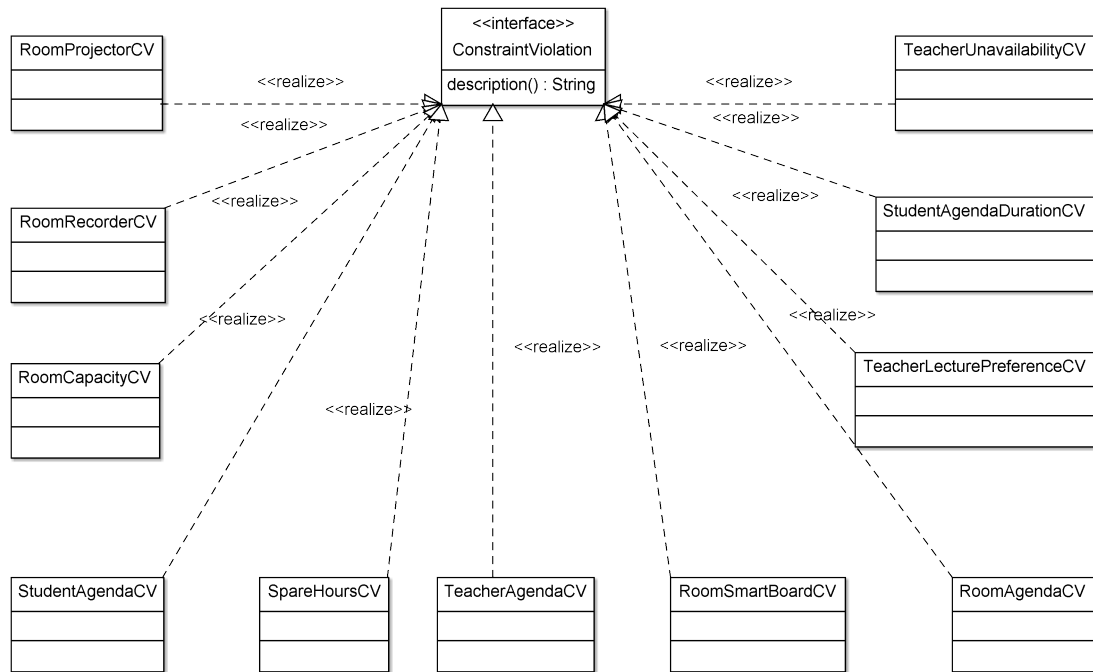 <<interface>>
ConstraintViolation
description() : String
RoomProjectorCV
TeacherUnavailabilityCV
<<realize>>
<<realize>>
<<realize>>
<<realize>>
<<realize>>
<<realize>>
RoomRecorderCV
StudentAgendaDurationCV
<<realize>>
<<realize>>
<<realize>>
<<realize>>
RoomCapacityCV
TeacherLecturePreferenceCV
<<realize>>
StudentAgendaCV
SpareHoursCV
TeacherAgendaCV
RoomSmartBoardCV
RoomAgendaCV